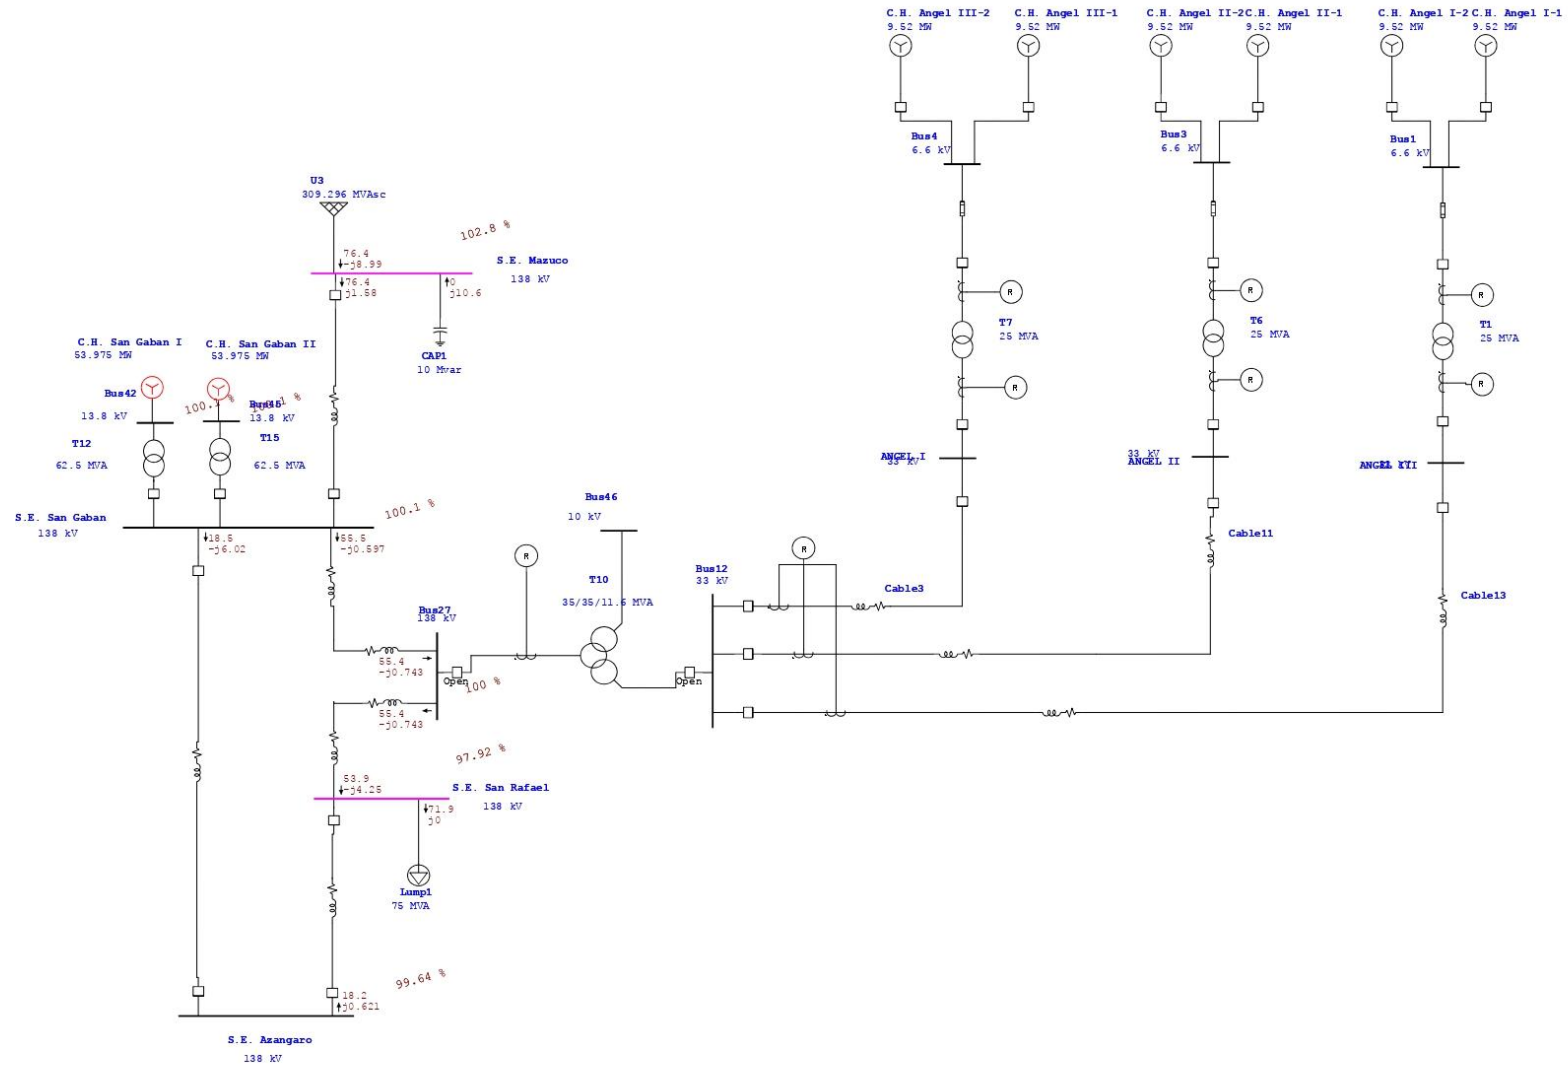 C.H. Angel III-2
9.52 MW
C.H. Angel III-1
9.52 MW
C.H. Angel II-2
9.52 MW
C.H. Angel II-1
9.52 MW
C.H. Angel I-2
9.52 MW
C.H. Angel I-1
9.52 MW
Bus4
6.6 kV
Bus3
6.6 kV
Bus1
6.6 kV
U3
309.296 MVAsc
102.8 %
76.4
-j8.99
S.E. Mazuco
138 kV
76.4
j1.58
0
j10.6
CAP1
10 Mvar
R
R
R
T7
25 MVA
T6
25 MVA
T1
25 MVA
R
R
R
C.H. San Gaban I
53.975 MW
C.H. San Gaban II
53.975 MW
Bus42
13.8 kV
13.8 kV
T12
62.5 MVA
T15
62.5 MVA
ANGEL I
33 kV
33 kV
ANGEL II
S.E. San Gaban
138 kV
100.1 %
18.5
-j6.02
55.5
-j0.597
Bus46
10 kV
R
T10
35/35/11.6 MVA
Bus12
33 kV
R
Cable3
Cable11
Cable13
Bus27
138 kV
55.4
-j0.743
Open
100 %
Open
55.4
-j0.743
97.92 %
53.9
-j4.25
S.E. San Rafael
138 kV
71.9
j0
Lump1
75 MVA
99.64 %
18.2
j0.621
S.E. Azangaro
138 kV